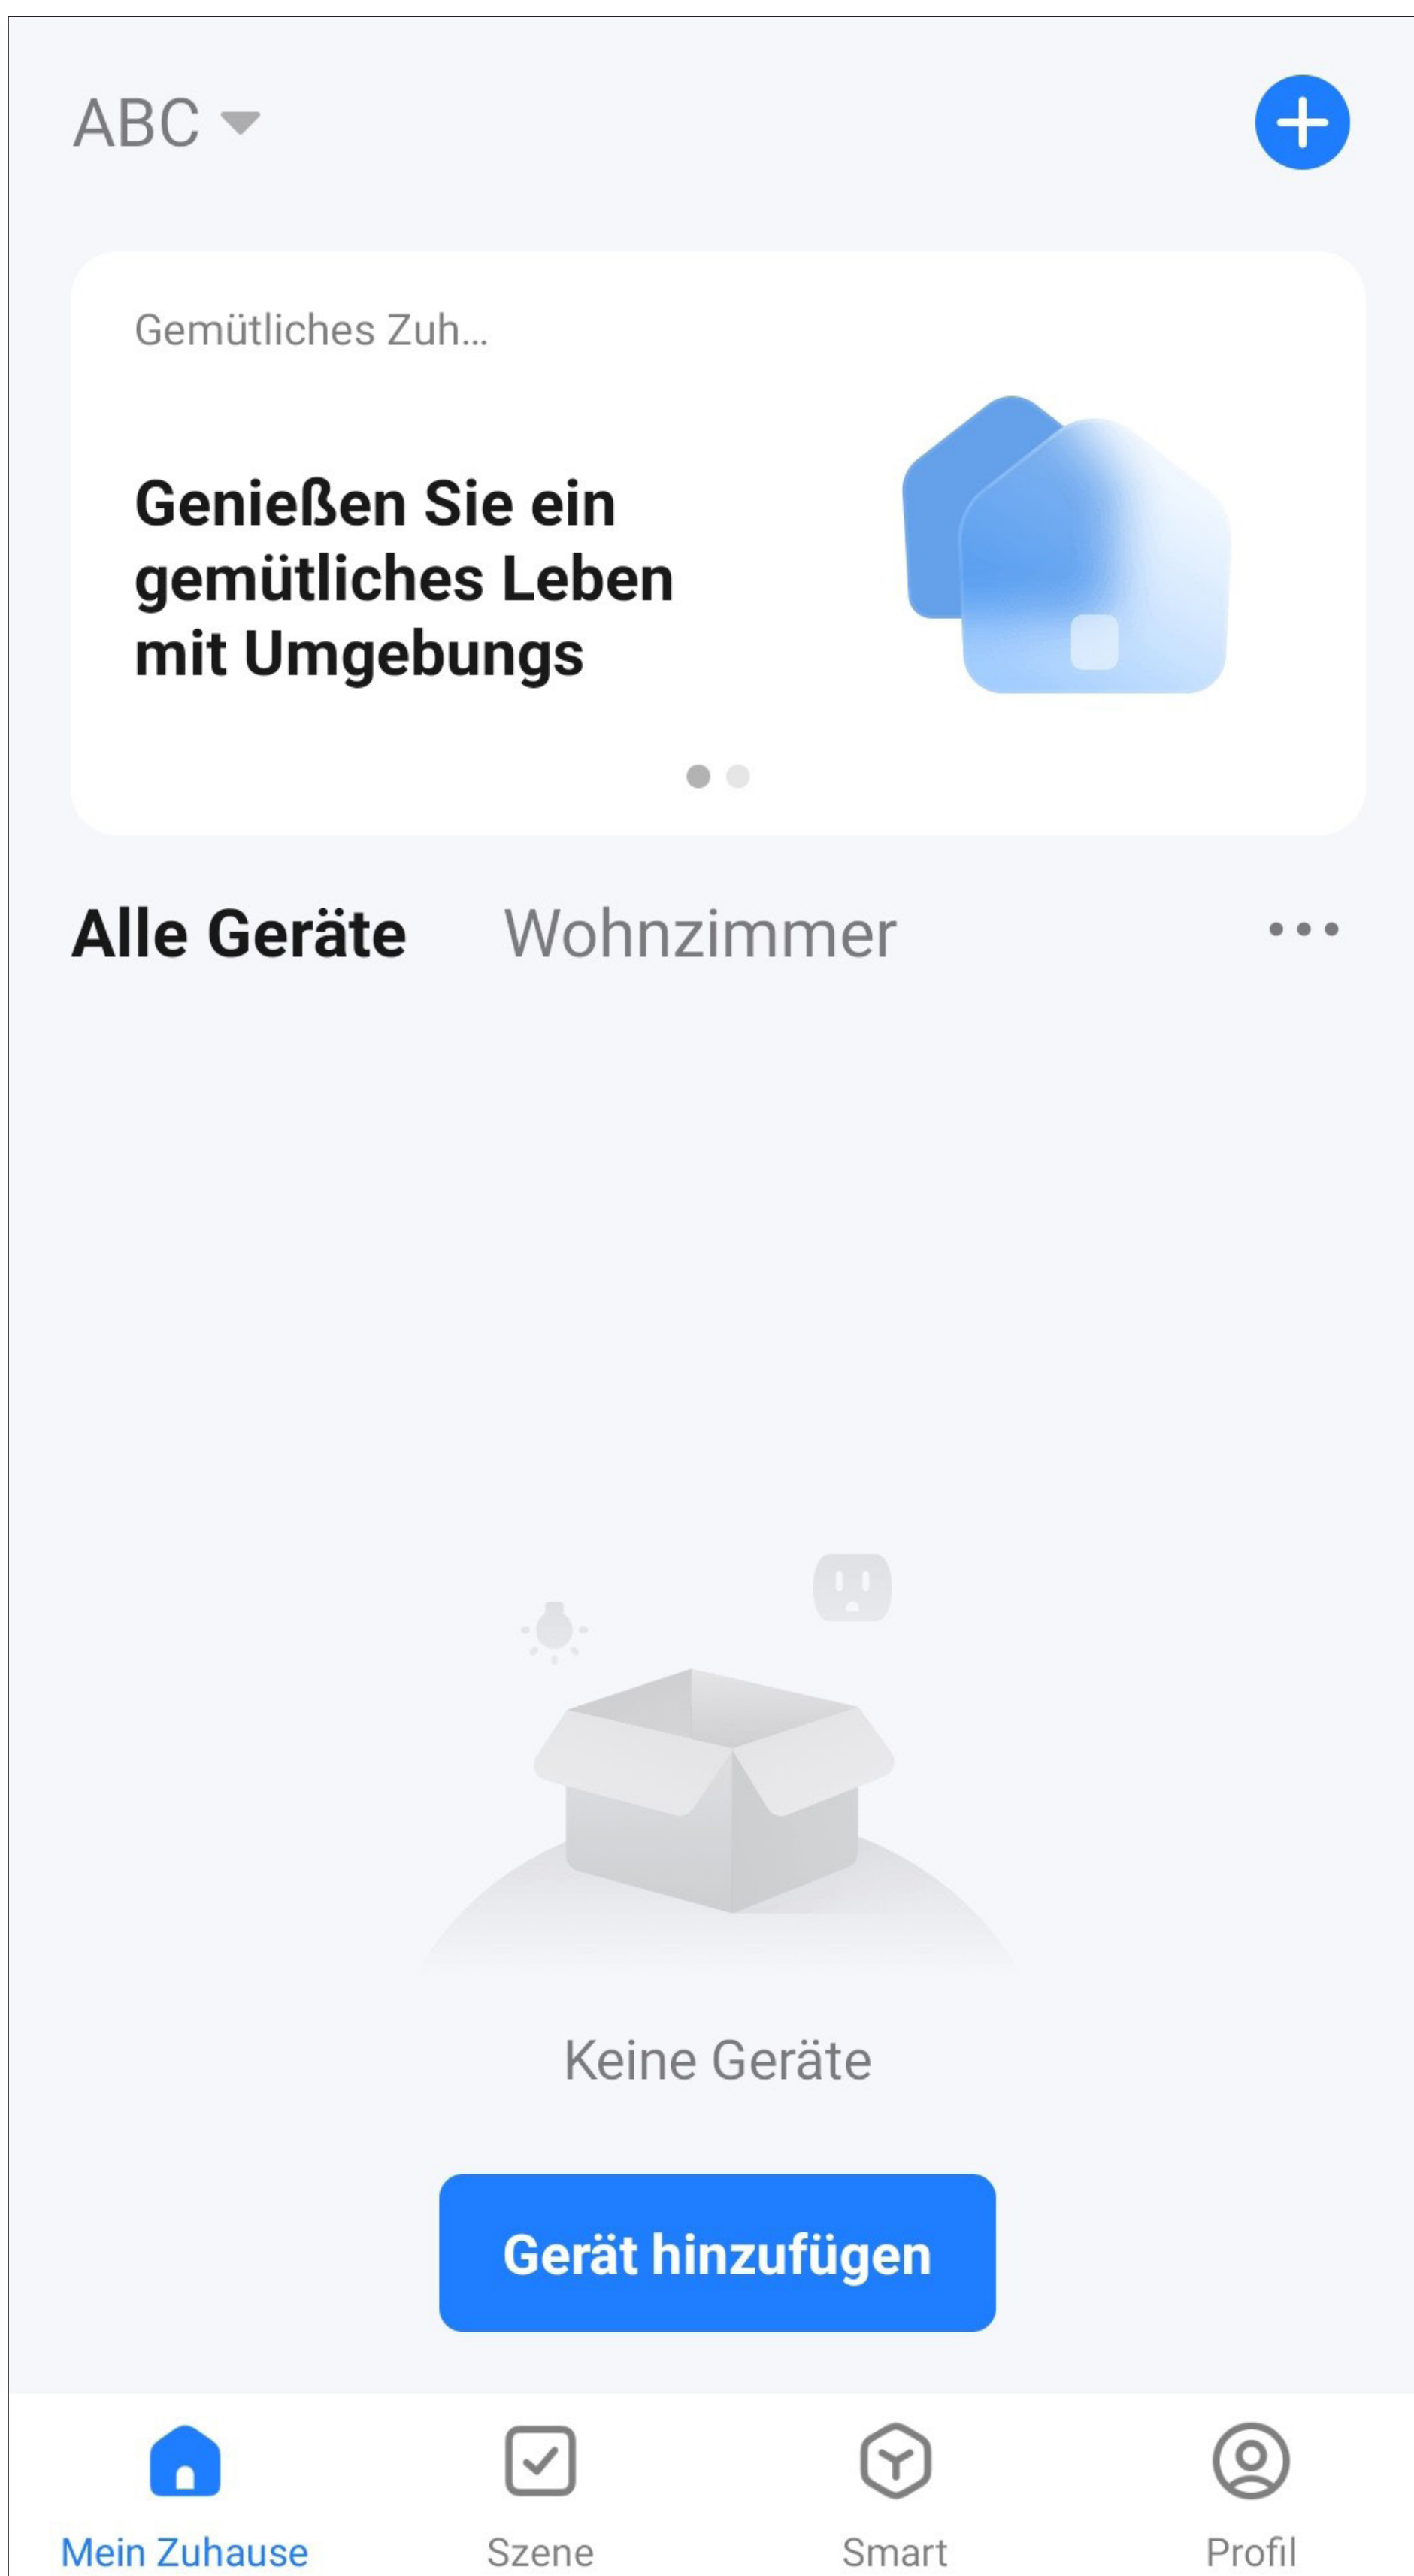 ABC
Gemütliches Zuh...
Genießen Sie ein
gemütliches Leben
mit Umgebungs
Alle Geräte Wohnzimmer
Keine Geräte
Gerät hinzufügen
Mein Zuhause Szene Smart Profil